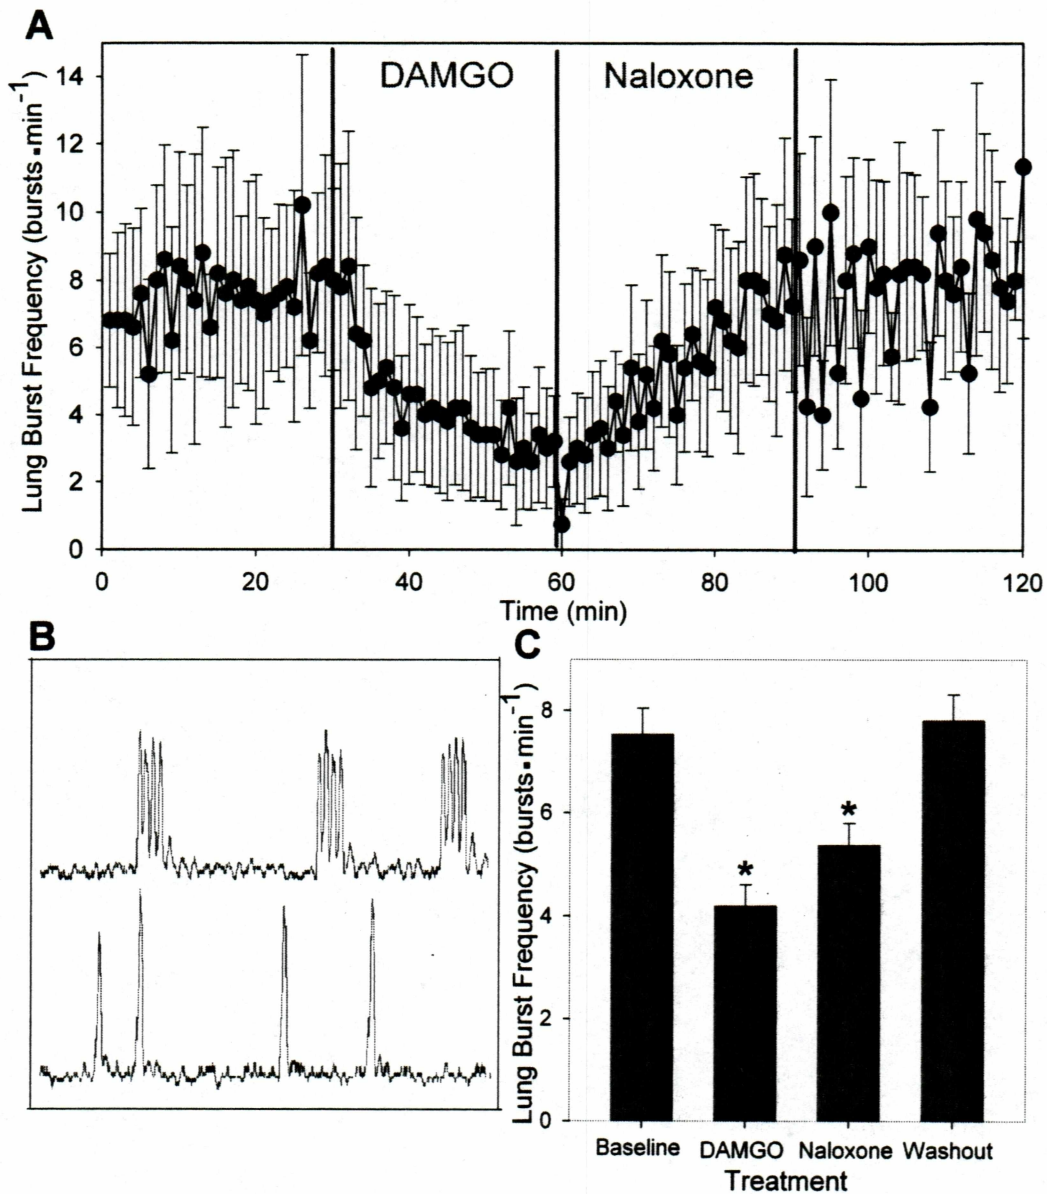 A
Lung Burst Frequency (bursts▪min⁻¹)
DAMGO
Naloxone
14
12
10
8
6
4
2
0
0 20 40 60 80 100 120
Time (min)
B
C
Lung Burst Frequency (bursts▪min⁻¹)
8
6
4
2
0
*
*
Baseline DAMGO Naloxone Washout
Treatment